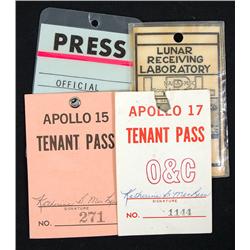 PRESS
OFFICIAL
LUNAR
RECEIVING
LABORATORY
APOLLO 15
TENANT PASS
SIGNATURE
NO. 271
APOLLO 17
TENANT PASS
O&C
SIGNATURE
NO. 1144